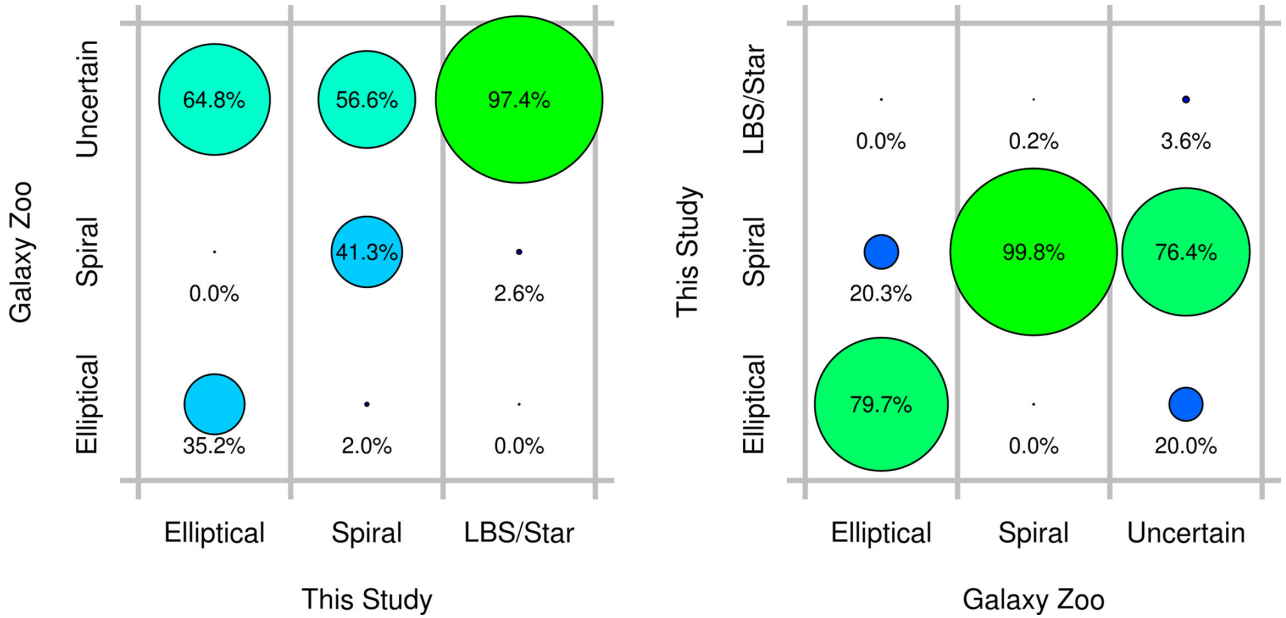 Galaxy Zoo
Uncertain
64.8%
56.6%
97.4%
Spiral
0.0%
41.3%
2.6%
Elliptical
35.2%
2.0%
0.0%
Elliptical
Spiral
LBS/Star
This Study
This Study
LBS/Star
0.0%
0.2%
3.6%
Spiral
20.3%
99.8%
76.4%
Elliptical
79.7%
0.0%
20.0%
Elliptical
Spiral
Uncertain
Galaxy Zoo